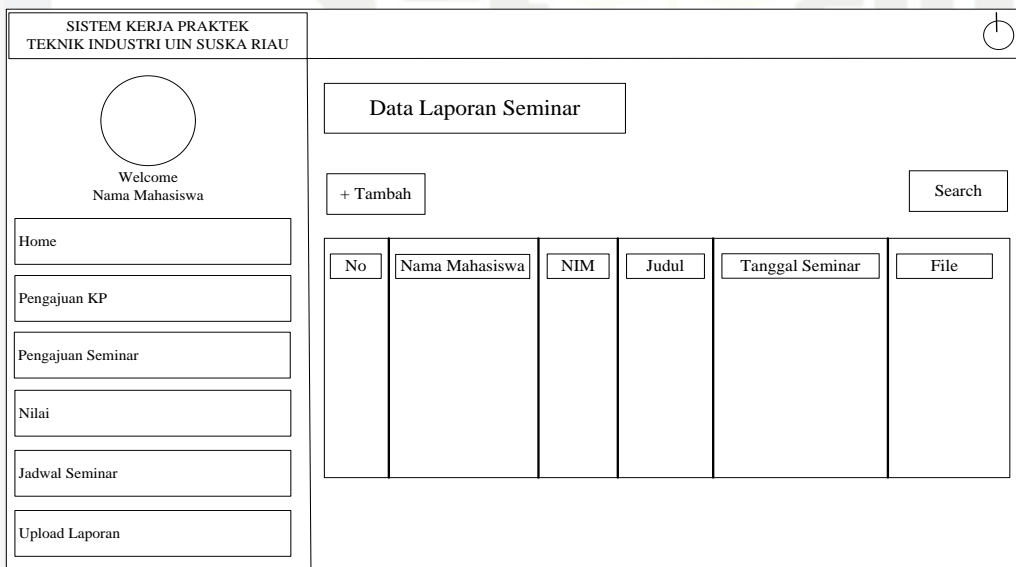 SISTEM KERJA PRAKTEK
TEKNIK INDUSTRI UIN SUSKA RIAU
Welcome
Nama Mahasiswa
Home
Pengajuan KP
Pengajuan Seminar
Nilai
Jadwal Seminar
Upload Laporan
Data Laporan Seminar
+ Tambah
Search
No
Nama Mahasiswa
NIM
Judul
Tanggal Seminar
File